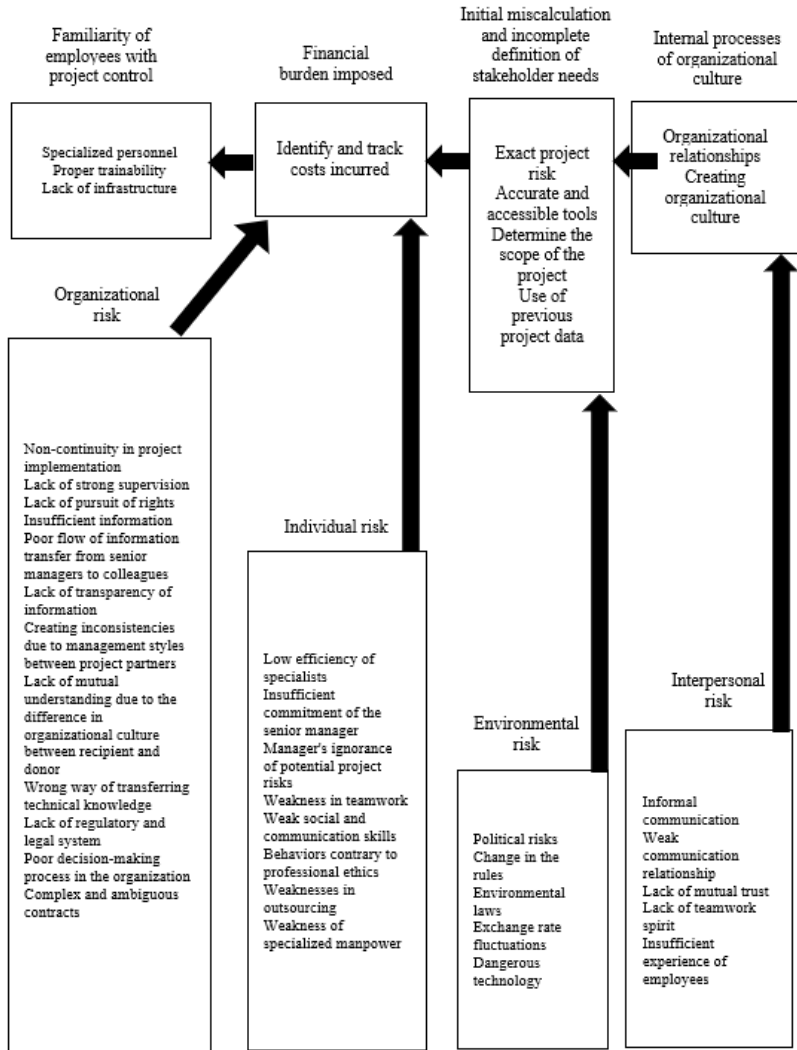 Familiarity of
employees with
project control
Financial
burden imposed
Initial miscalculation
and incomplete
definition of
stakeholder needs
Internal processes
of organizational
culture
Specialized personnel
Proper trainability
Lack of infrastructure
Identify and track
costs incurred
Exact project
risk
Accurate and
accessible tools
Determine the
scope of the
project
Use of
previous
project data
Organizational
relationships
Creating
organizational
culture
Organizational
risk
Non-continuity in project
implementation
Lack of strong supervision
Lack of pursuit of rights
Insufficient information
Poor flow of information
transfer from senior
managers to colleagues
Lack of transparency of
information
Creating inconsistencies
due to management styles
between project partners
Lack of mutual
understanding due to the
difference in
organizational culture
between recipient and
donor
Wrong way of transferring
technical knowledge
Lack of regulatory and
legal system
Poor decision-making
process in the organization
Complex and ambiguous
contracts
Individual risk
Low efficiency of
specialists
Insufficient
commitment of the
senior manager
Manager's ignorance
of potential project
risks
Weakness in teamwork
Weak social and
communication skills
Behaviors contrary to
professional ethics
Weaknesses in
outsourcing
Weakness of
specialized manpower
Environmental
risk
Political risks
Change in the
rules
Environmental
laws
Exchange rate
fluctuations
Dangerous
technology
Interpersonal
risk
Informal
communication
Weak
communication
relationship
Lack of mutual trust
Lack of teamwork
spirit
Insufficient
experience of
employees